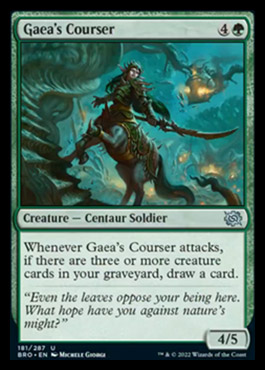 Gaea's Courser 4
Creature — Centaur Soldier
Whenever Gaea's Courser attacks,
if there are three or more creature
cards in your graveyard, draw a card.
"Even the leaves oppose your being here.
What hope have you against nature's
might?"
4/5
181/287 U
BRO • EN Michele Giorgi
™ & © 2022 Wizards of the Coast